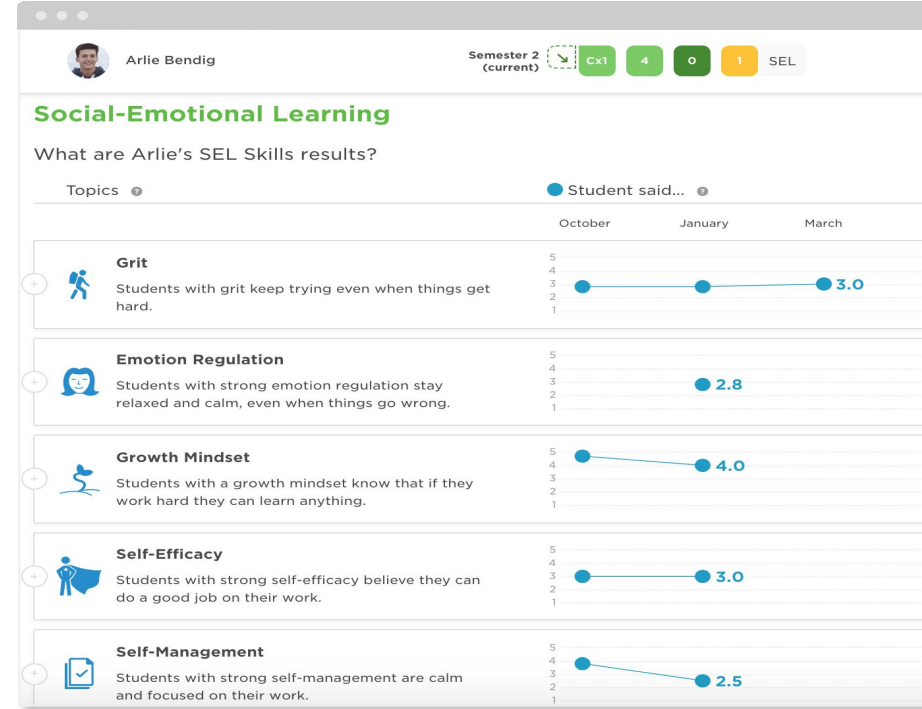 Arlie Bendig
Semester 2
(current)
Cx1
4
0
1
SEL
Social-Emotional Learning
What are Arlie's SEL Skills results?
Topics ?
Student said... ?
October January March
Grit
Students with grit keep trying even when things get
hard.
5
4
3
2
1
3.0
Emotion Regulation
Students with strong emotion regulation stay
relaxed and calm, even when things go wrong.
5
4
3
2
1
2.8
Growth Mindset
Students with a growth mindset know that if they
work hard they can learn anything.
5
4
3
2
1
4.0
Self-Efficacy
Students with strong self-efficacy believe they can
do a good job on their work.
5
4
3
2
1
3.0
Self-Management
Students with strong self-management are calm
and focused on their work.
5
4
3
2
1
2.5